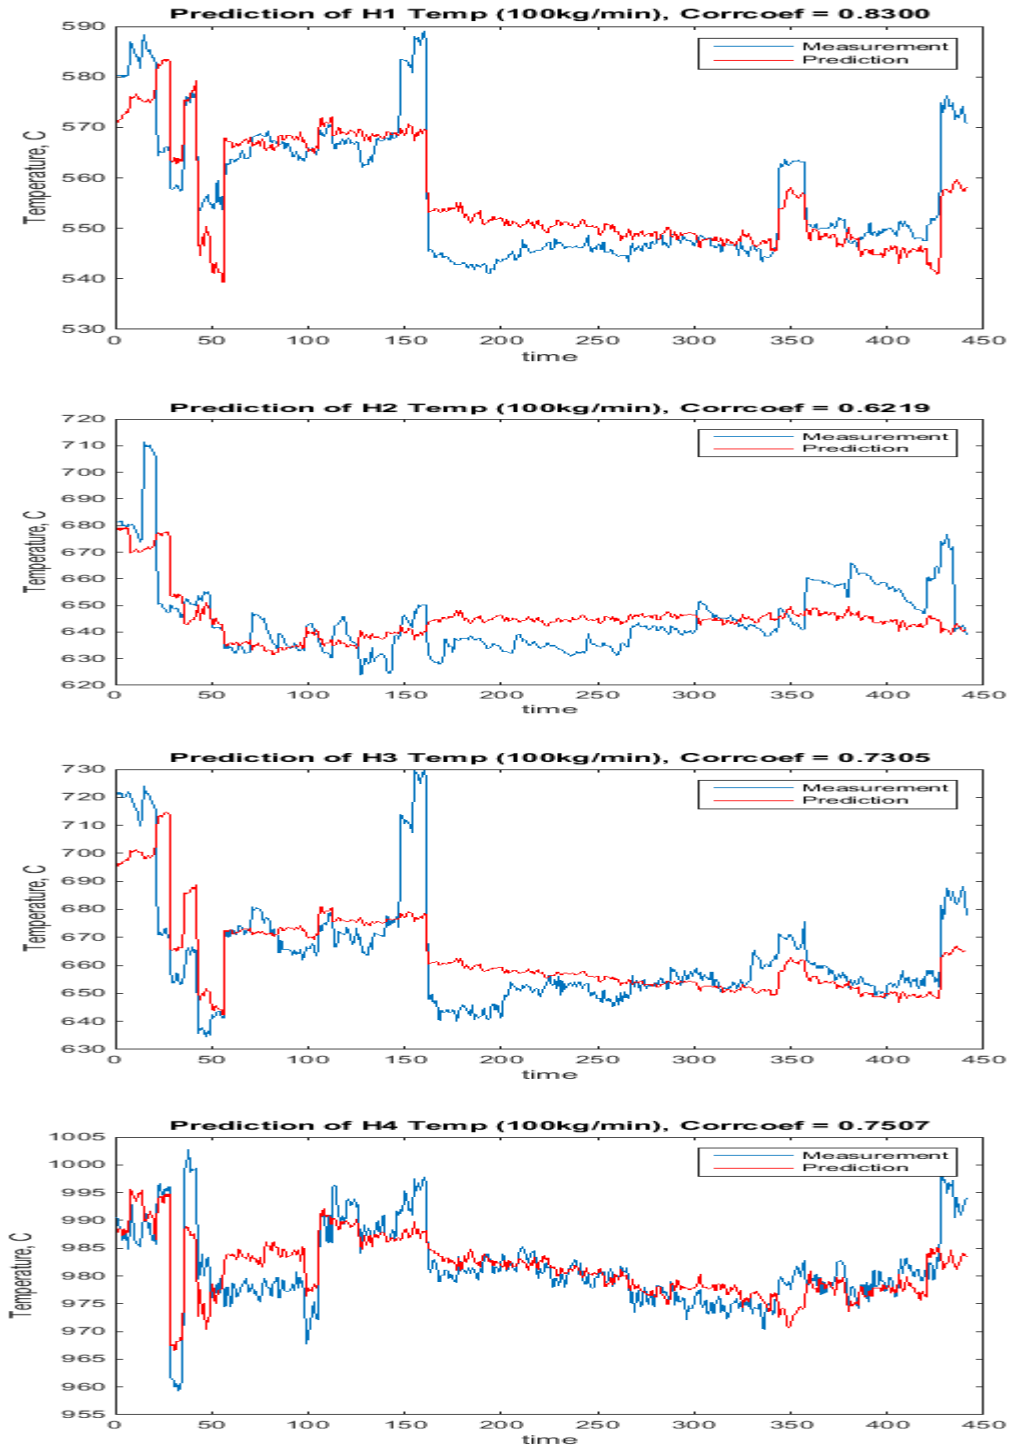 Prediction of H1 Temp (100kg/min), Corrcoef = 0.8300
590
580
570
560
550
540
530
Temperature, C
Measurement
Prediction
0 50 100 150 200 250 300 350 400 450
time
Prediction of H2 Temp (100kg/min), Corrcoef = 0.6219
720
710
700
690
680
670
660
650
640
630
620
Temperature, C
Measurement
Prediction
0 50 100 150 200 250 300 350 400 450
time
Prediction of H3 Temp (100kg/min), Corrcoef = 0.7305
730
720
710
700
690
680
670
660
650
640
630
Temperature, C
Measurement
Prediction
0 50 100 150 200 250 300 350 400 450
time
Prediction of H4 Temp (100kg/min), Corrcoef = 0.7507
1005
1000
995
990
985
980
975
970
965
960
955
Temperature, C
Measurement
Prediction
0 50 100 150 200 250 300 350 400 450
time